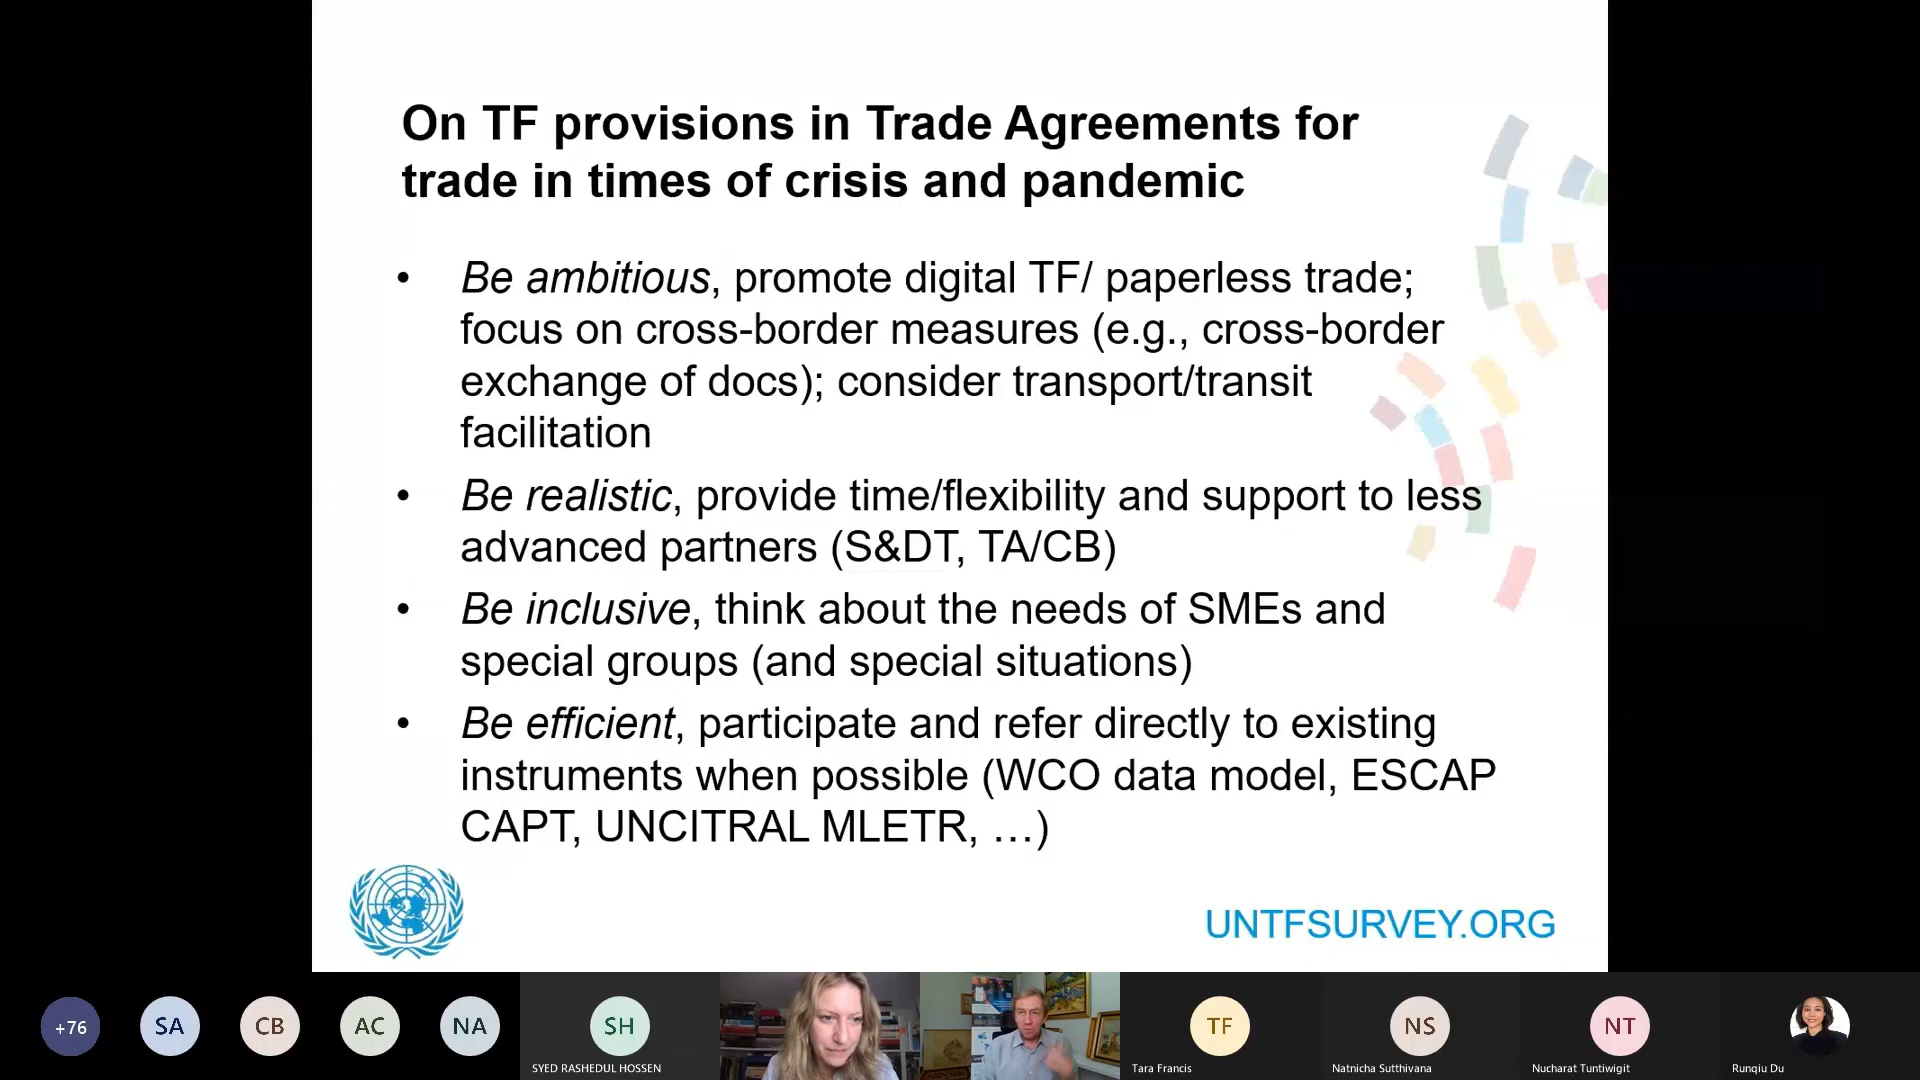 On TF provisions in Trade Agreements for
trade in times of crisis and pandemic
• Be ambitious, promote digital TF/ paperless trade;
focus on cross-border measures (e.g., cross-border
exchange of docs); consider transport/transit
facilitation
• Be realistic, provide time/flexibility and support to less
advanced partners (S&DT, TA/CB)
• Be inclusive, think about the needs of SMEs and
special groups (and special situations)
• Be efficient, participate and refer directly to existing
instruments when possible (WCO data model, ESCAP
CAPT, UNCITRAL MLETR, …)
UNTFSURVEY.ORG
+76
SA
CB
AC
NA
SH
SYED RASHEDUL HOSSEN
TF
Tara Francis
NS
Natnicha Sutthivana
NT
Nucharat Tuntiwigit
Runqiu Du